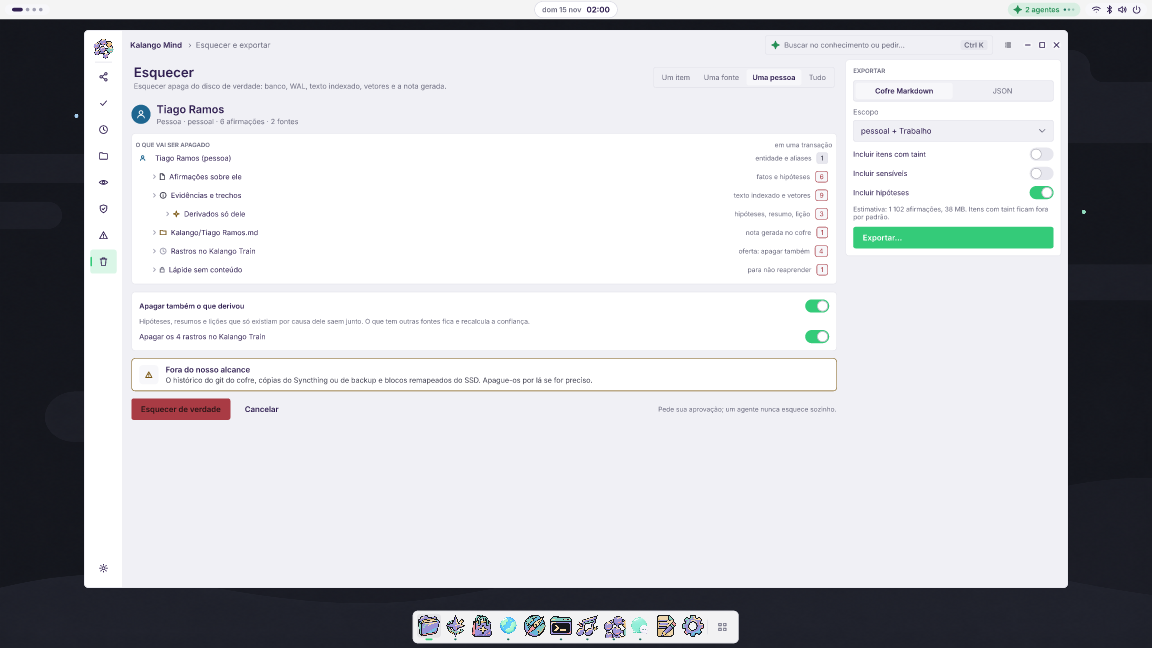 dom 15 nov 02:00
2 agentes
Kalango Mind › Esquecer e exportar
Buscar no conhecimento ou pedir...
Ctrl K
Esquecer
Esquecer apaga do disco de verdade: banco, WAL, texto indexado, vetores e a nota gerada.
Um item
Uma fonte
Uma pessoa
Tudo
Tiago Ramos
Pessoa · pessoal · 6 afirmações · 2 fontes
O QUE VAI SER APAGADO
em uma transação
Tiago Ramos (pessoa)
entidade e aliases 1
Afirmações sobre ele
fatos e hipóteses 6
Evidências e trechos
texto indexado e vetores 9
Derivados só dele
hipóteses, resumo, lição 3
Kalango/Tiago Ramos.md
nota gerada no cofre 1
Rastros no Kalango Train
oferta: apagar também 4
Lápide sem conteúdo
para não reaprender 1
Apagar também o que derivou
Hipóteses, resumos e lições que só existiam por causa dele saem junto. O que tem outras fontes fica e recalcula a confiança.
Apagar os 4 rastros no Kalango Train
Fora do nosso alcance
O histórico do git do cofre, cópias do Syncthing ou de backup e blocos remapeados do SSD. Apague-os por lá se for preciso.
Esquecer de verdade
Cancelar
Pede sua aprovação; um agente nunca esquece sozinho.
EXPORTAR
Cofre Markdown
JSON
Escopo
pessoal + Trabalho
Incluir itens com taint
Incluir sensíveis
Incluir hipóteses
Estimativa: 1 102 afirmações, 38 MB. Itens com taint ficam fora
por padrão.
Exportar...